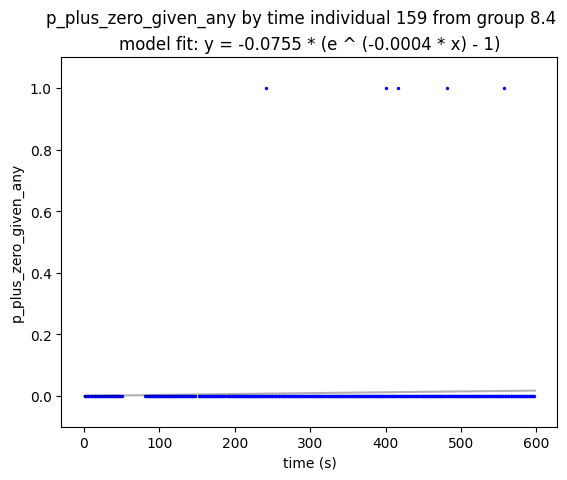 p_plus_zero_given_any by time individual 159 from group 8.4
model fit: y = -0.0755 * (e ^ (-0.0004 * x) - 1)
1.0
0.8
0.6
0.4
0.2
0.0
p_plus_zero_given_any
0 100 200 300 400 500 600
time (s)